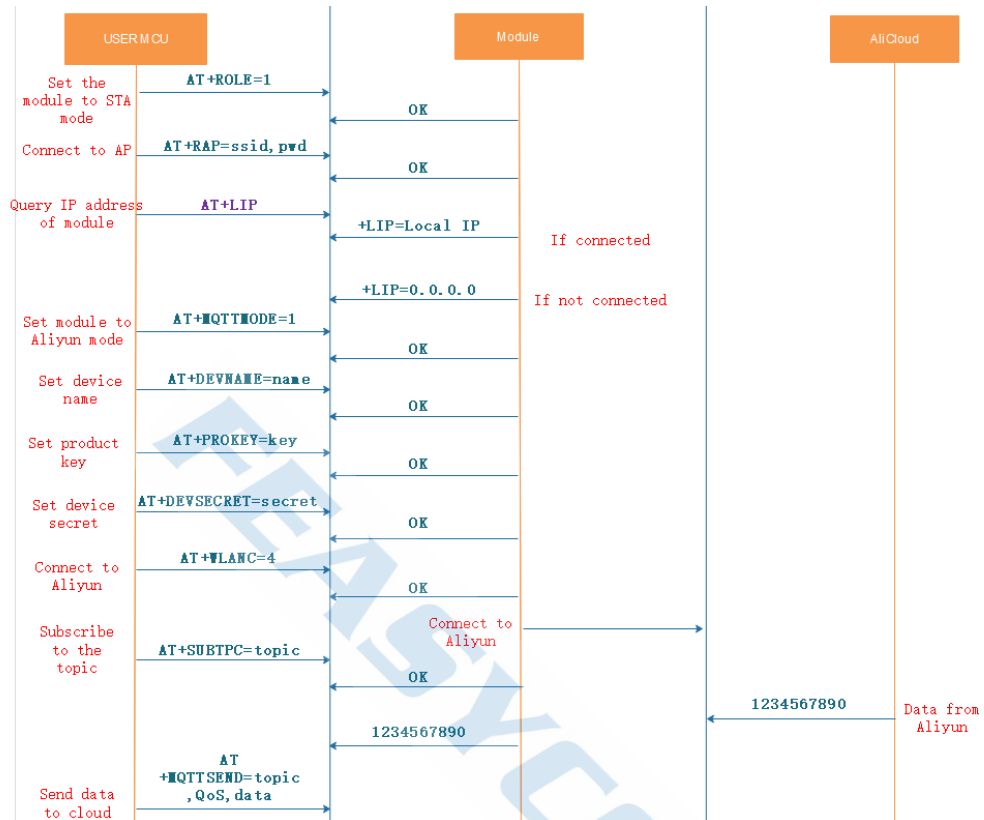 USER MCU
Module
AliCloud
Set the
module to STA
mode
AT+ROLE=1
OK
Connect to AP
AT+RAP=ssid,pwd
OK
Query IP address
of module
AT+LIP
+LIP=Local IP
If connected
+LIP=0.0.0.0
If not connected
Set module to
Aliyun mode
AT+MQTTMODE=1
OK
Set device
name
AT+DEVNAME=name
OK
Set product
key
AT+PROKEY=key
OK
Set device
secret
AT+DEVSECRET=secret
OK
Connect to
Aliyun
AT+WLANC=4
OK
Connect to
Aliyun
Subscribe
to the
topic
AT+SUBTPC=topic
OK
1234567890
Data from
Aliyun
1234567890
AT
+MQTTSEND=topic
,QoS,data
Send data
to cloud
FEASYCO